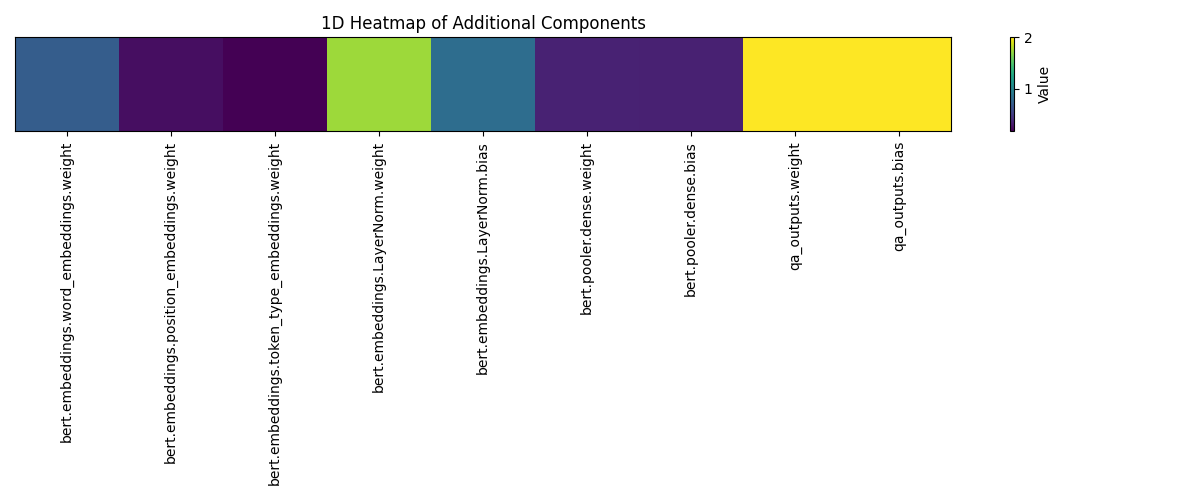 1D Heatmap of Additional Components
2
1
Value
bert.embeddings.word_embeddings.weight
bert.embeddings.position_embeddings.weight
bert.embeddings.token_type_embeddings.weight
bert.embeddings.LayerNorm.weight
bert.embeddings.LayerNorm.bias
bert.pooler.dense.weight
bert.pooler.dense.bias
qa_outputs.weight
qa_outputs.bias